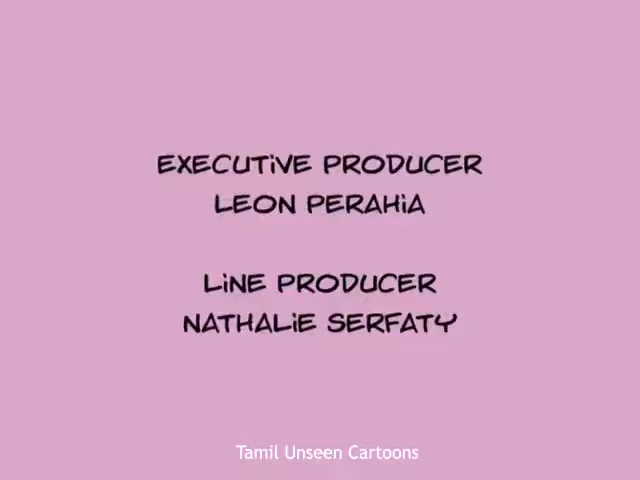 EXECUTiVE PRODUCER
LEON PERAHiA
LiNE PRODUCER
NATHALiE SERFATY
Tamil Unseen Cartoons